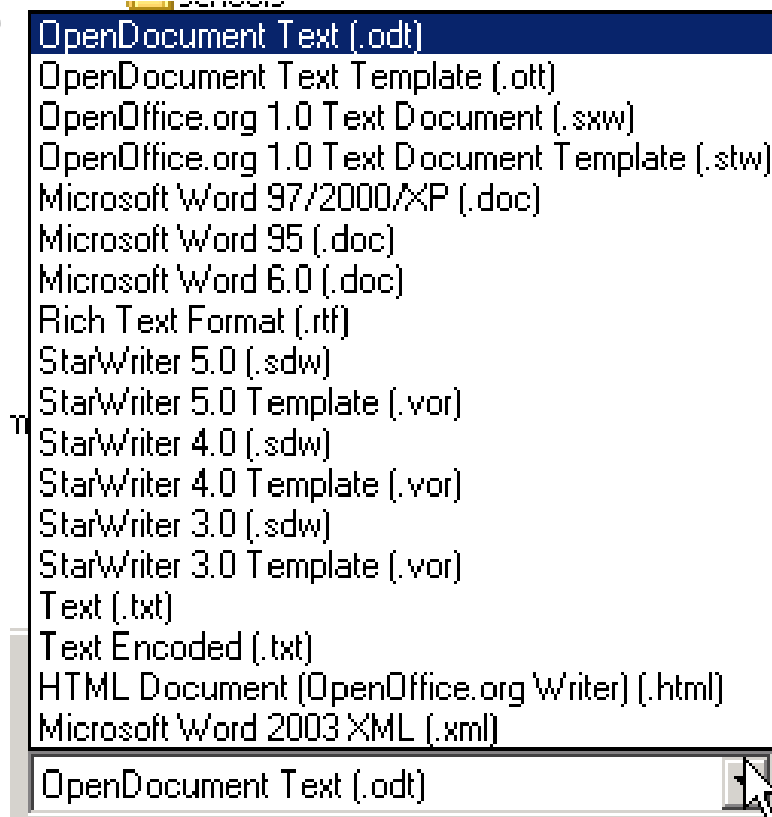 OpenDocument Text (.odt)
OpenDocument Text Template (.ott)
OpenOffice.org 1.0 Text Document (.sxw)
OpenOffice.org 1.0 Text Document Template (.stw)
Microsoft Word 97/2000/XP (.doc)
Microsoft Word 95 (.doc)
Microsoft Word 6.0 (.doc)
Rich Text Format (.rtf)
StarWriter 5.0 (.sdw)
StarWriter 5.0 Template (.vor)
StarWriter 4.0 (.sdw)
StarWriter 4.0 Template (.vor)
StarWriter 3.0 (.sdw)
StarWriter 3.0 Template (.vor)
Text (.txt)
Text Encoded (.txt)
HTML Document (OpenOffice.org Writer) (.html)
Microsoft Word 2003 XML (.xml)
OpenDocument Text (.odt)